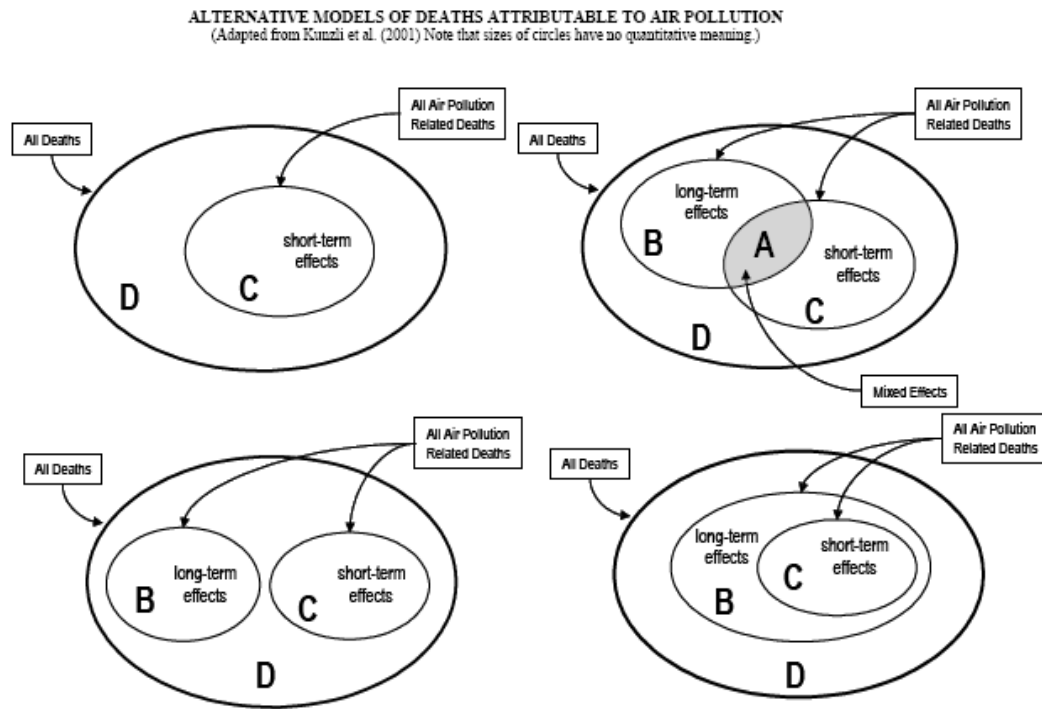 ALTERNATIVE MODELS OF DEATHS ATTRIBUTABLE TO AIR POLLUTION
(Adapted from Kunzli et al. (2001) Note that sizes of circles have no quantitative meaning.)
All Deaths
All Air Pollution
Related Deaths
short-term
effects
C
D
All Deaths
All Air Pollution
Related Deaths
long-term
effects
B
A
short-term
effects
C
D
Mixed Effects
All Deaths
All Air Pollution
Related Deaths
long-term
effects
B
short-term
effects
C
D
All Deaths
All Air Pollution
Related Deaths
long-term
effects
B
short-term
effects
C
D